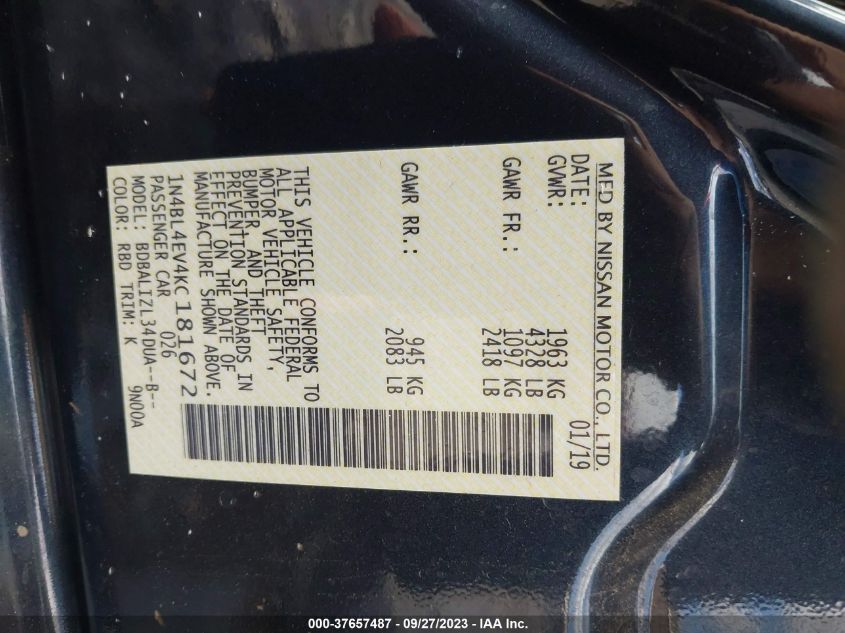 MFD BY NISSAN MOTOR CO., LTD.
DATE: 01/19
GVWR: 1963 KG
4328 LB
GAWR FR.: 1097 KG
2418 LB
GAWR RR.: 945 KG
2083 LB
THIS VEHICLE CONFORMS TO
ALL APPLICABLE FEDERAL
MOTOR VEHICLE SAFETY,
BUMPER, AND THEFT
PREVENTION STANDARDS IN
EFFECT ON THE DATE OF
MANUFACTURE SHOWN ABOVE.
1N4BL4EV4KC181672
PASSENGER CAR 026
MODEL: BDBALIZL34DUA--B--
COLOR: RBD TRIM: K 9N00A
000-37657487 - 09/27/2023 - IAA Inc.